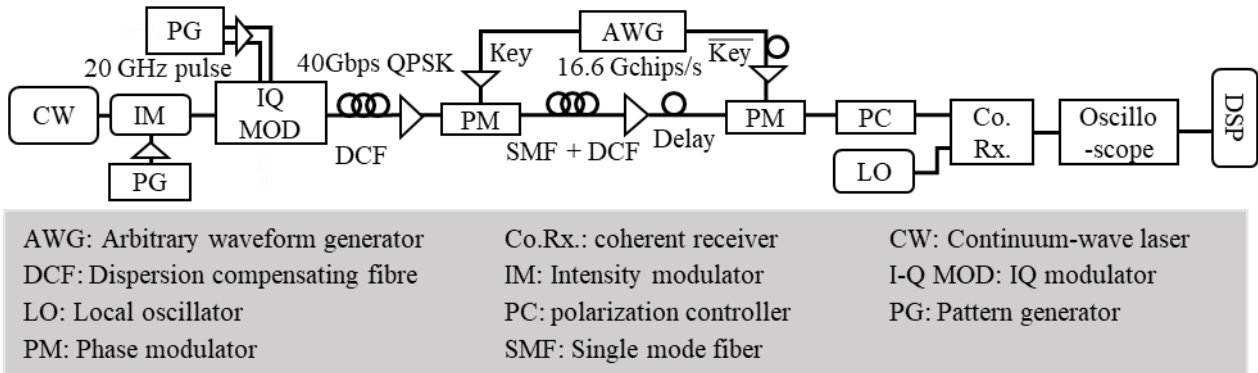 PG
AWG
Key
Key
20 GHz pulse
40Gbps QPSK
16.6 Gchips/s
CW
IM
IQ
MOD
PM
PM
PC
Co.
Rx.
Oscillo
-scope
DSP
DCF
SMF + DCF
Delay
LO
PG
AWG: Arbitrary waveform generator
DCF: Dispersion compensating fibre
LO: Local oscillator
PM: Phase modulator
Co.Rx.: coherent receiver
IM: Intensity modulator
PC: polarization controller
SMF: Single mode fiber
CW: Continuum-wave laser
I-Q MOD: IQ modulator
PG: Pattern generator